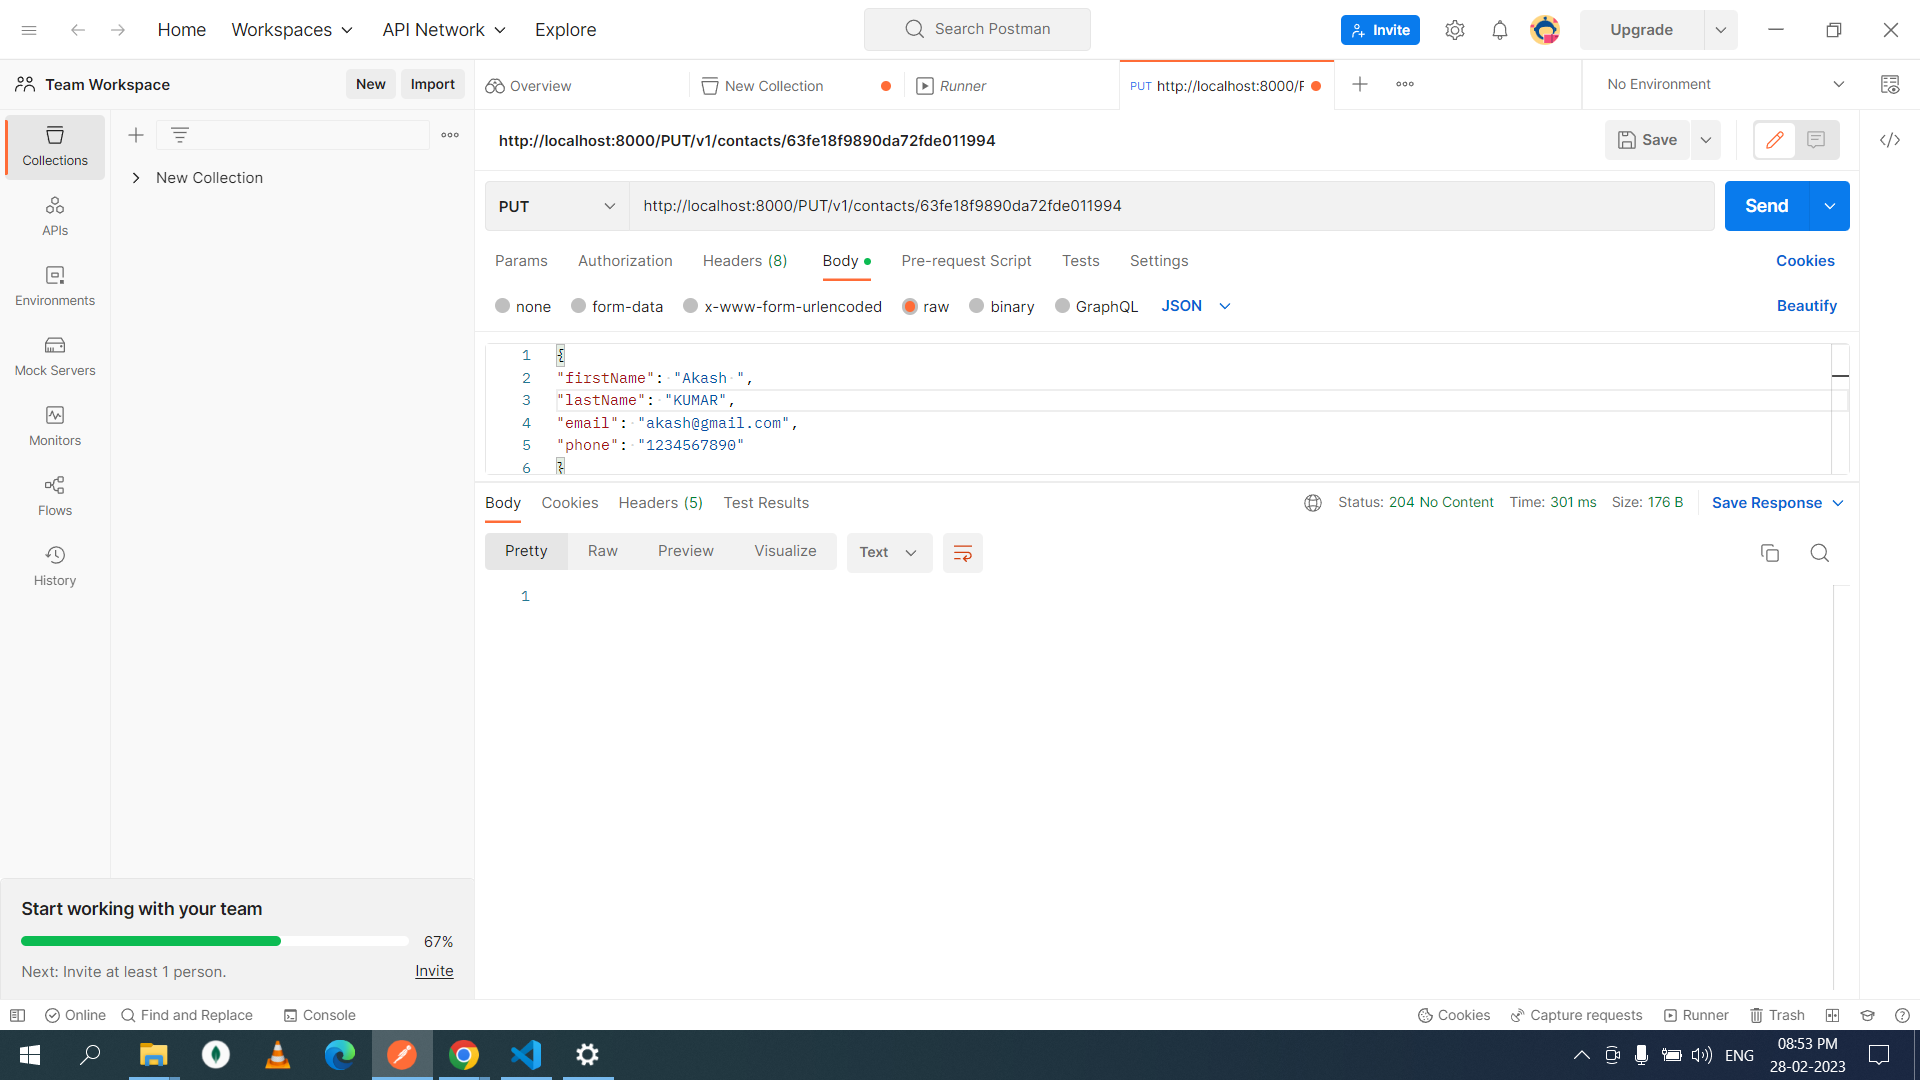 Home Workspaces API Network Explore Search Postman Invite Upgrade
Team Workspace New Import Overview New Collection Runner PUT http://localhost:8000/F No Environment
Collections
New Collection
APIs
Environments
Mock Servers
Monitors
Flows
History
http://localhost:8000/PUT/v1/contacts/63fe18f9890da72fde011994 Save
PUT http://localhost:8000/PUT/v1/contacts/63fe18f9890da72fde011994 Send
Params Authorization Headers (8) Body Pre-request Script Tests Settings Cookies
none form-data x-www-form-urlencoded raw binary GraphQL JSON Beautify
1 {
2 "firstName": "Akash ",
3 "lastName": "KUMAR",
4 "email": "akash@gmail.com",
5 "phone": "1234567890"
6 }
Body Cookies Headers (5) Test Results Status: 204 No Content Time: 301 ms Size: 176 B Save Response
Pretty Raw Preview Visualize Text
1
Start working with your team
67%
Next: Invite at least 1 person. Invite
Online Find and Replace Console Cookies Capture requests Runner Trash
ENG 08:53 PM
28-02-2023